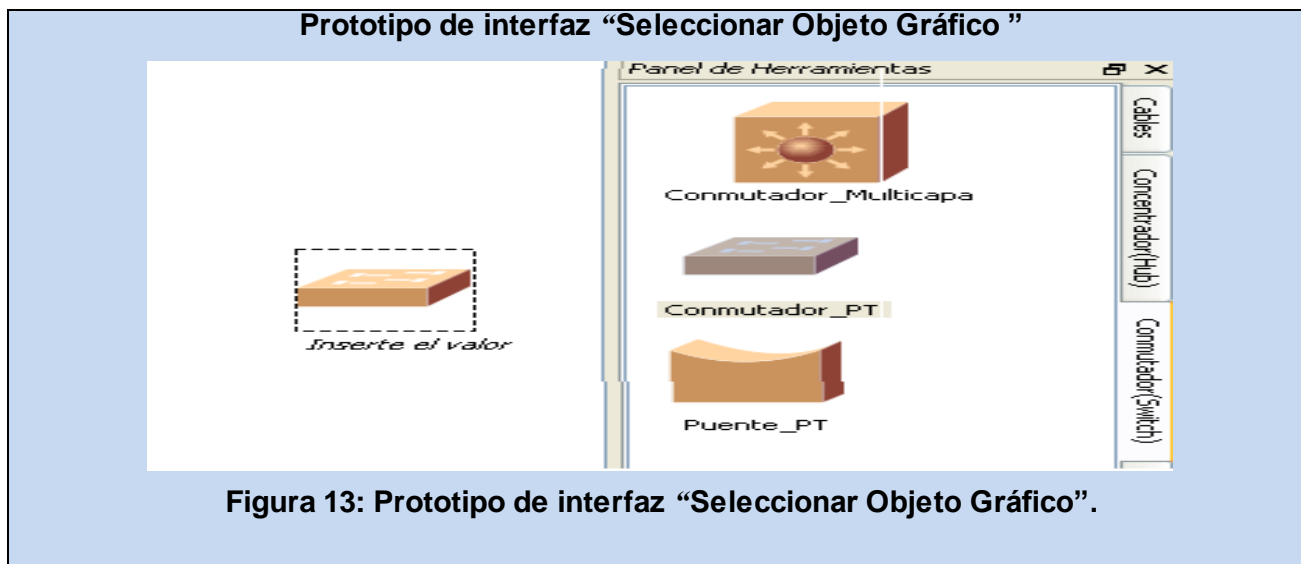 Prototipo de interfaz “Seleccionar Objeto Gráfico ”
Panel de Herramientas
Conmutador_Multicapa
Conmutador_PT
Puente_PT
Inserte el valor
Cables
Concentrador(Hub)
Conmutador(Switch)
Figura 13: Prototipo de interfaz “Seleccionar Objeto Gráfico”.